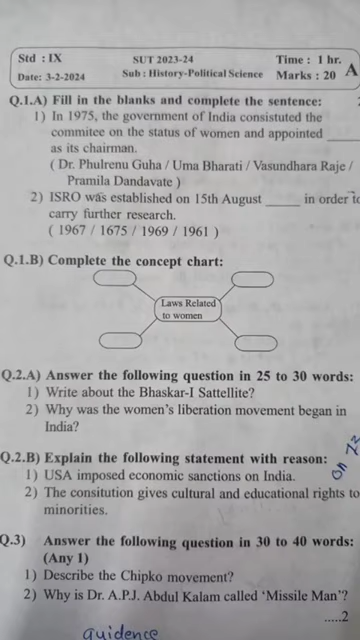 Std : IX SUT 2023-24 Time : 1 hr.
Date: 3-2-2024 Sub : History-Political Science Marks : 20 A
Q.1.A) Fill in the blanks and complete the sentence:
1) In 1975, the government of India consistuted the
commitee on the status of women and appointed ____
as its chairman.
( Dr. Phulrenu Guha / Uma Bharati / Vasundhara Raje /
Pramila Dandavate )
2) ISRO was established on 15th August ____ in order to
carry further research.
( 1967 / 1675 / 1969 / 1961 )
Q.1.B) Complete the concept chart:
Laws Related
to women
Q.2.A) Answer the following question in 25 to 30 words:
1) Write about the Bhaskar-I Sattellite?
2) Why was the women's liberation movement began in
India?
Q.2.B) Explain the following statement with reason:
1) USA imposed economic sanctions on India.
2) The consitution gives cultural and educational rights to
minorities.
Q.3) Answer the following question in 30 to 40 words:
(Any 1)
1) Describe the Chipko movement?
2) Why is Dr. A.P.J. Abdul Kalam called 'Missile Man'?
.....2
guidence